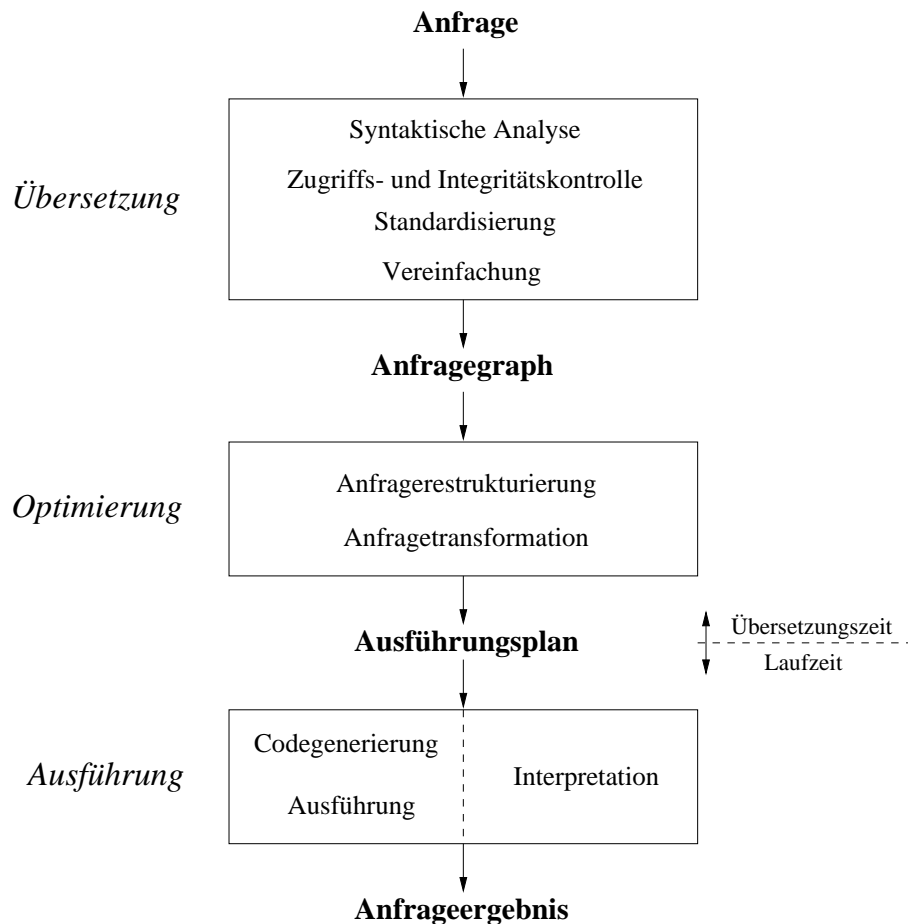 Anfrage
Syntaktische Analyse
Zugriffs- und Integritätskontrolle
Übersetzung
Standardisierung
Vereinfachung
Anfragegraph
Anfragerestrukturierung
Optimierung
Anfragetransformation
Übersetzungszeit
Ausführungsplan
Laufzeit
Codegenerierung
Ausführung
Interpretation
Ausführung
Anfrageergebnis